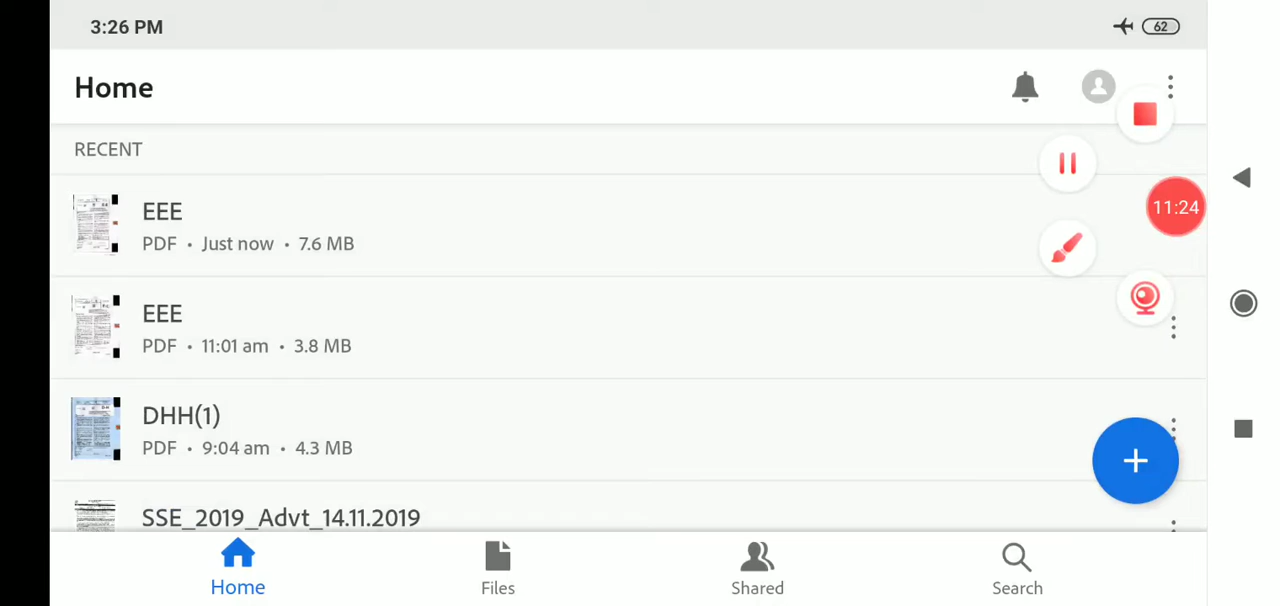 3:26 PM
62
Home
RECENT
11:24
EEE
PDF • Just now • 7.6 MB
EEE
PDF • 11:01 am • 3.8 MB
DHH(1)
PDF • 9:04 am • 4.3 MB
SSE_2019_Advt_14.11.2019
Home
Files
Shared
Search